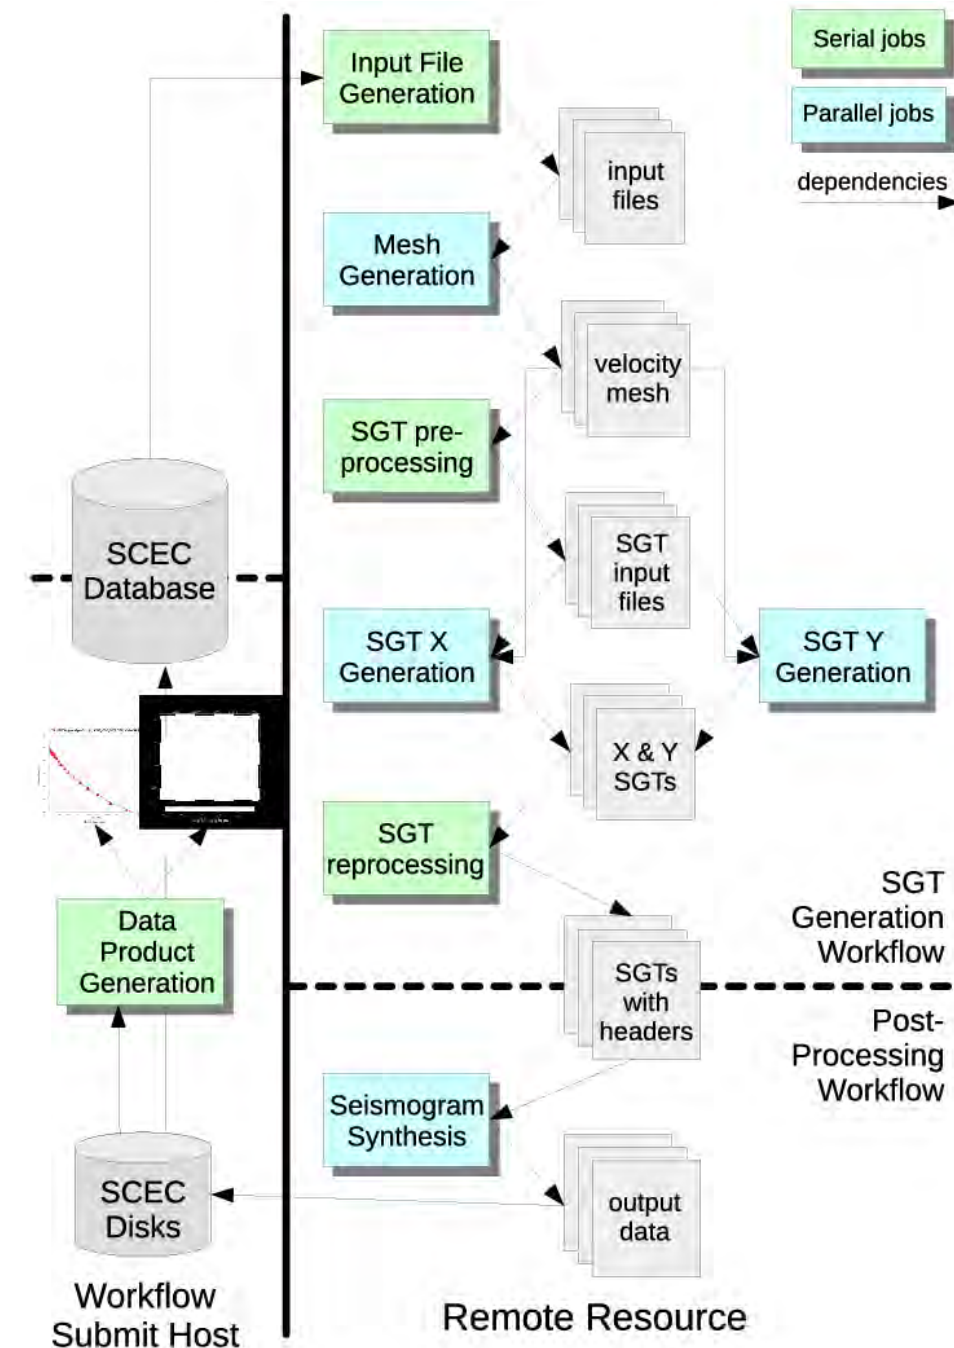 Input File
Generation
Serial jobs
Parallel jobs
dependencies
input
files
Mesh
Generation
velocity
mesh
SGT pre-
processing
SGT
input
files
SCEC
Database
SGT X
Generation
SGT Y
Generation
X & Y
SGTs
SGT
reprocessing
SGT
Generation
Workflow
Data
Product
Generation
SGTs
with
headers
Post-
Processing
Workflow
Seismogram
Synthesis
SCEC
Disks
output
data
Workflow
Submit Host
Remote Resource